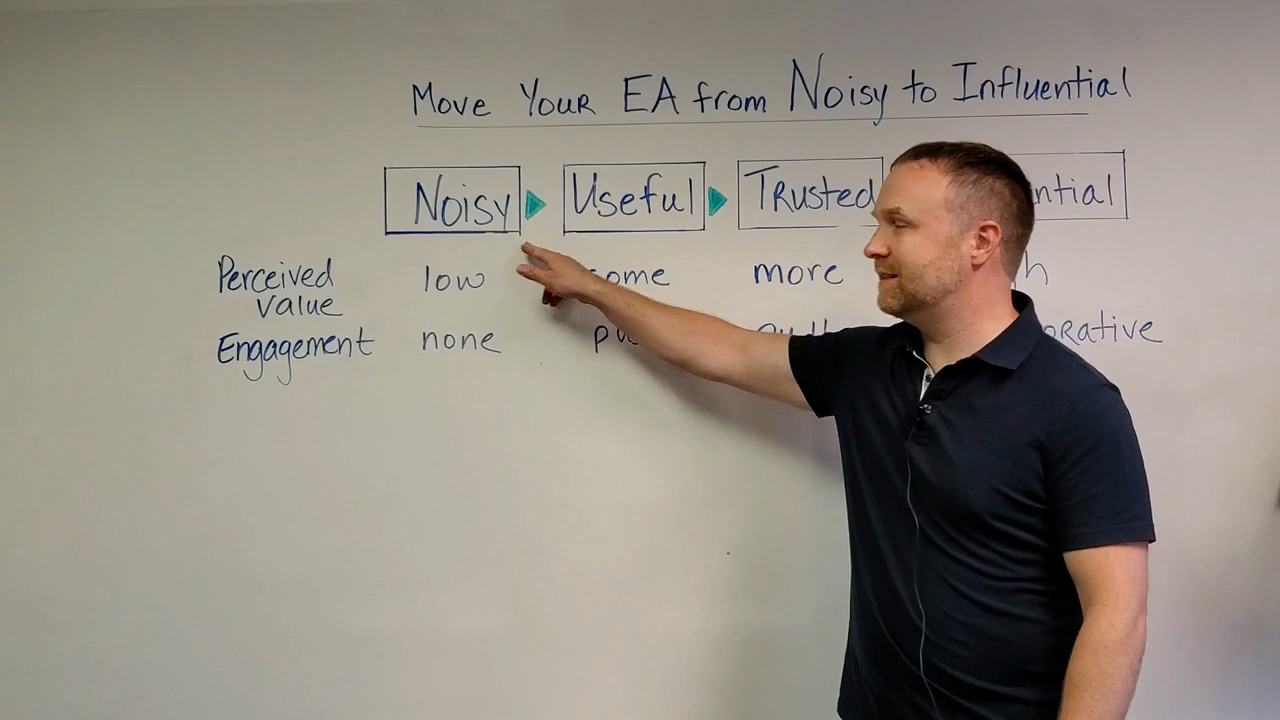 Move Your EA from Noisy to Influential
Noisy Useful Trusted ntial
Perceived low some more h
value
Engagement none pu orative